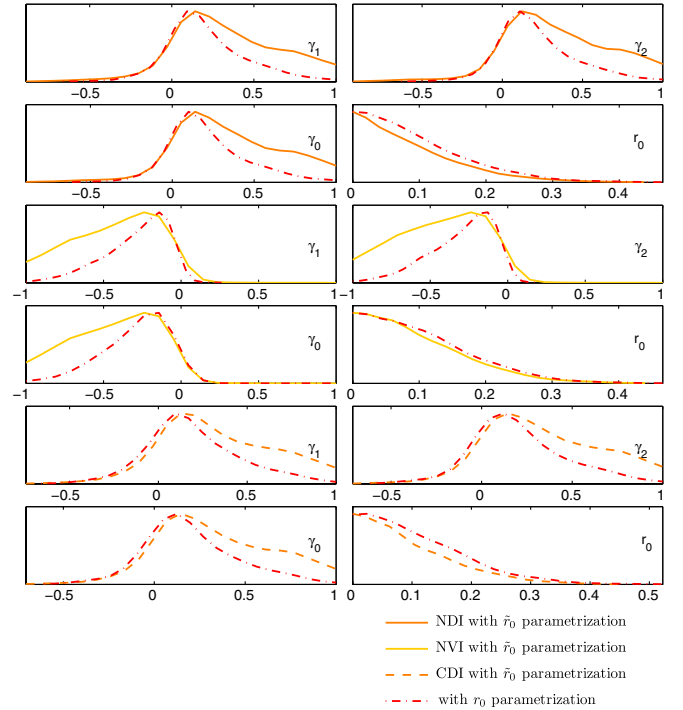 γ1 γ2
−0.5 0 0.5 1 −0.5 0 0.5 1
γ0 r0
−0.5 0 0.5 1 0 0.1 0.2 0.3 0.4
γ1 γ2
−1 −0.5 0 0.5 1 −1 −0.5 0 0.5 1
γ0 r0
−1 −0.5 0 0.5 1 0 0.1 0.2 0.3 0.4
γ1 γ2
−0.5 0 0.5 1 −0.5 0 0.5 1
γ0 r0
−0.5 0 0.5 1 0 0.1 0.2 0.3 0.4 0.5
NDI with r̃0 parametrization
NVI with r̃0 parametrization
CDI with r̃0 parametrization
with r0 parametrization